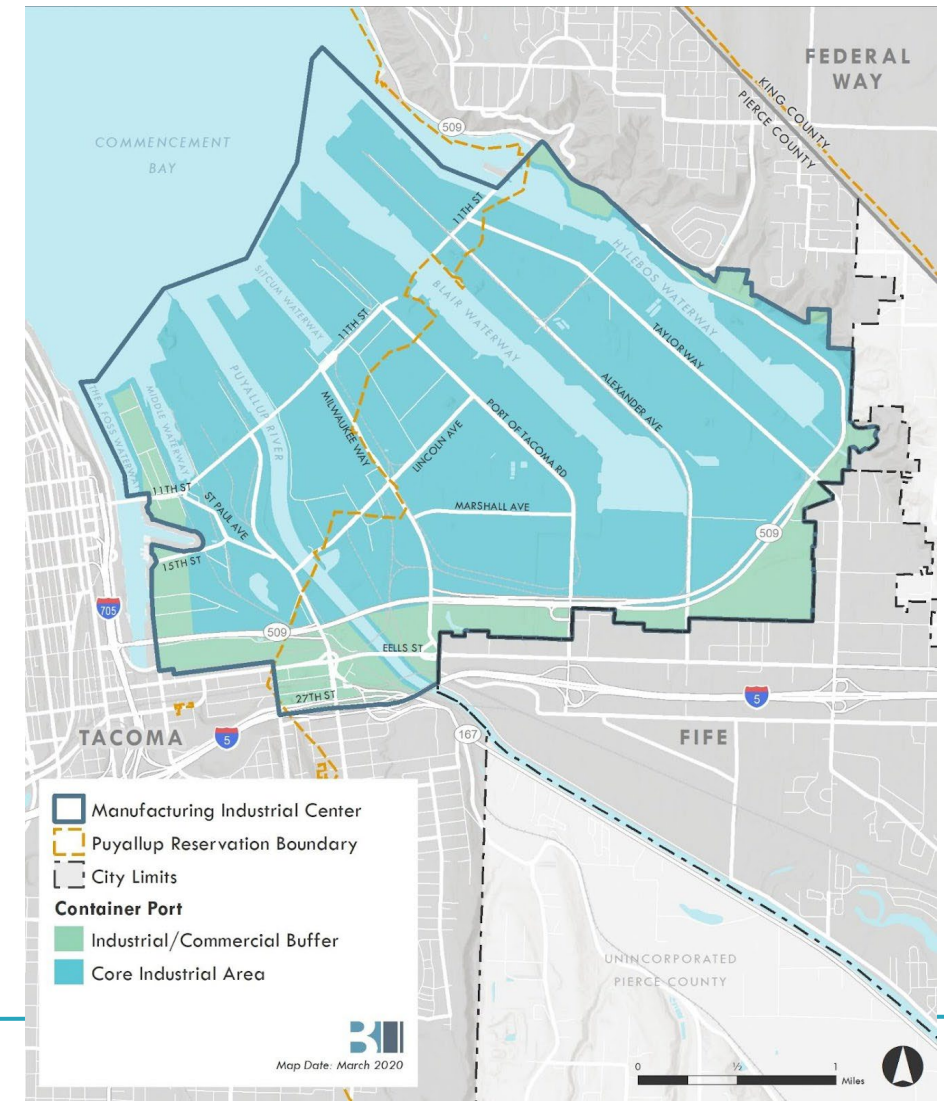 FEDERAL
WAY
KING COUNTY
PIERCE COUNTY
COMMENCEMENT
BAY
509
11TH ST
HYLEBOS WATERWAY
SITCUM WATERWAY
BLAIR WATERWAY
11TH ST
TAYLOR WAY
PUYALLUP RIVER
ALEXANDER AVE
THEA FOSS WATERWAY
MIDDLE WATERWAY
MILWAUKEE WAY
LINCOLN AVE
PORT OF TACOMA RD
11TH ST
ST PAUL AVE
MARSHALL AVE
509
15TH ST
705
509
EELLS ST
27TH ST
5
TACOMA
5
167
FIFE
Manufacturing Industrial Center
Puyallup Reservation Boundary
City Limits
Container Port
Industrial/Commercial Buffer
Core Industrial Area
Map Date: March 2020
UNINCORPORATED
PIERCE COUNTY
0 ½ 1
Miles